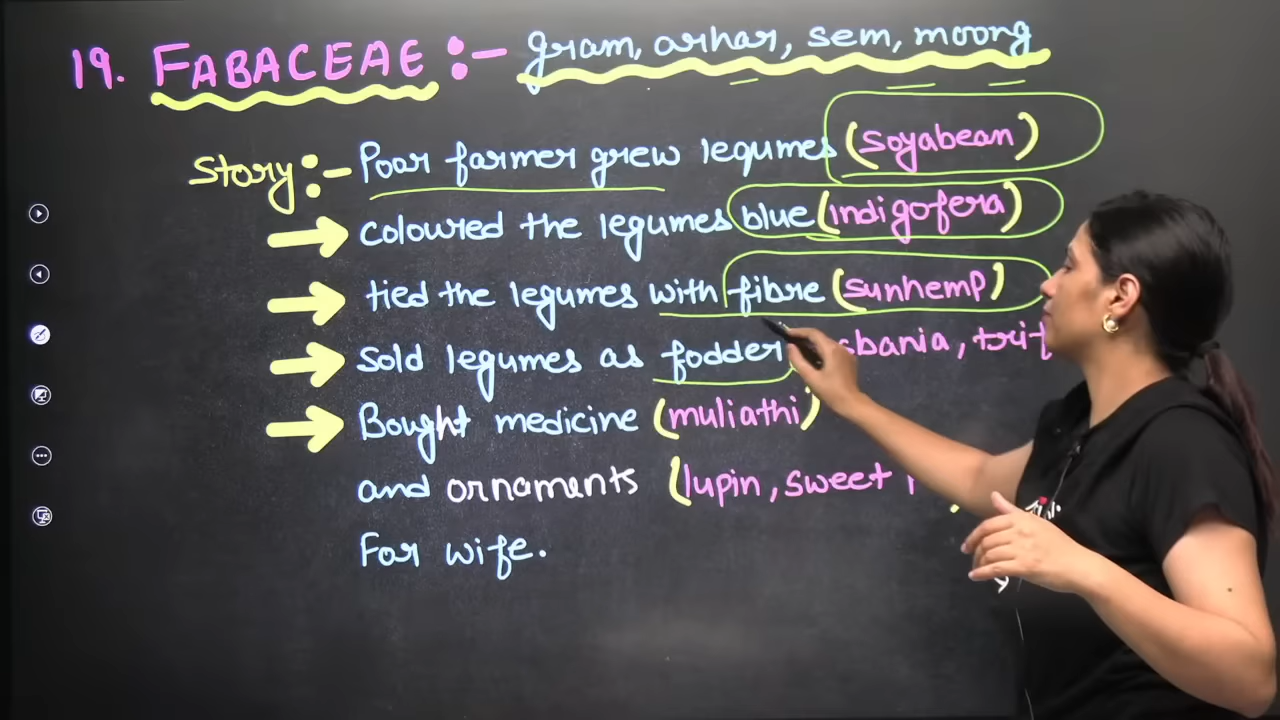 19. FABACEAE :- gram, arhar, sem, moong
Story :- Poor farmer grew legumes (soyabean)
→ coloured the legumes blue (Indigofera)
→ tied the legumes with fibre (sunhemp)
→ sold legumes as fodder
→ Bought medicine (muliathi)
and ornaments (lupin, sweet
For wife.